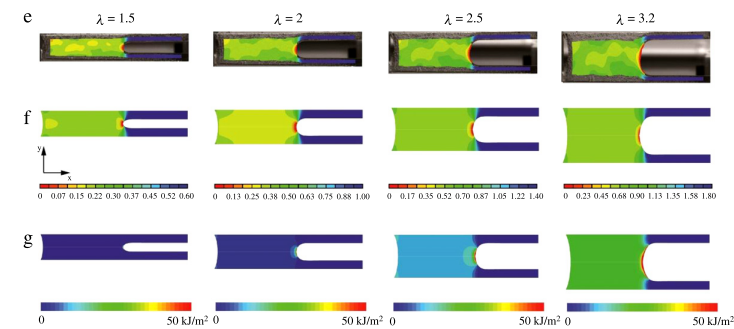 e λ = 1.5 λ = 2 λ = 2.5 λ = 3.2
f
y
x
0 0.07 0.15 0.22 0.30 0.37 0.45 0.52 0.60 0 0.13 0.25 0.38 0.50 0.63 0.75 0.88 1.00 0 0.17 0.35 0.52 0.70 0.87 1.05 1.22 1.40 0 0.23 0.45 0.68 0.90 1.13 1.35 1.58 1.80
g
0 50 kJ/m² 0 50 kJ/m² 0 50 kJ/m² 0 50 kJ/m²